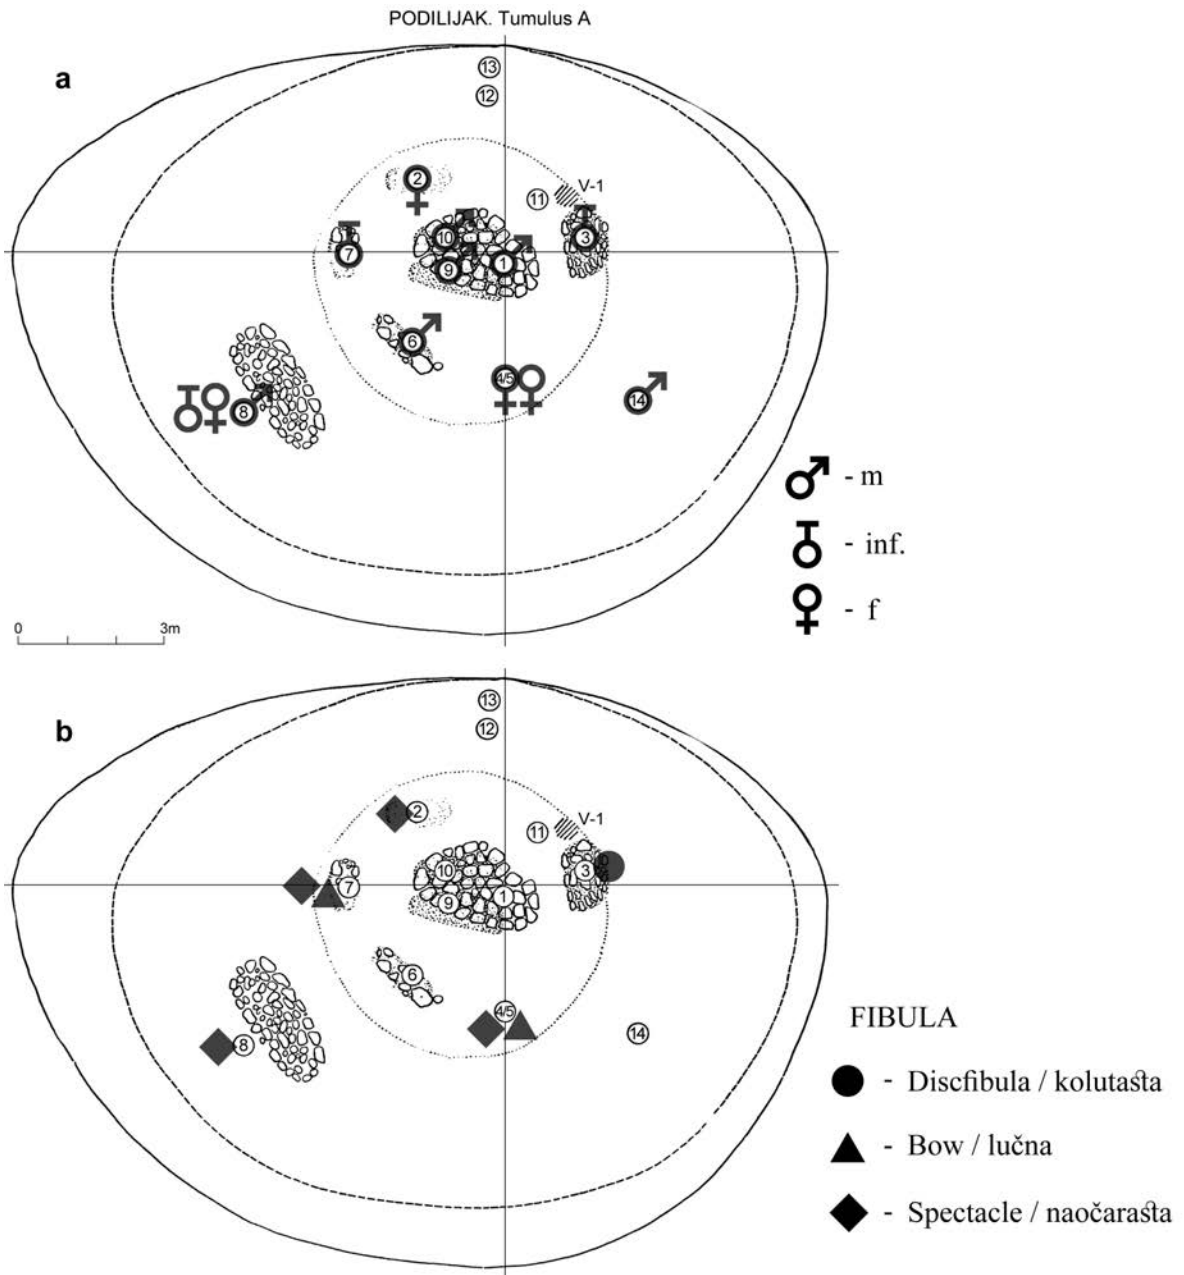 PODILIJAK. Tumulus A
a
13
12
2
11
V-1
10
3
7
9
1
6
4/5
8
14
- m
- inf.
- f
0 3m
b
13
12
2
11
V-1
10
3
7
9
1
6
4/5
8
14
FIBULA
- Discfibula / kolutasta
- Bow / lučna
- Spectacle / naočarasta